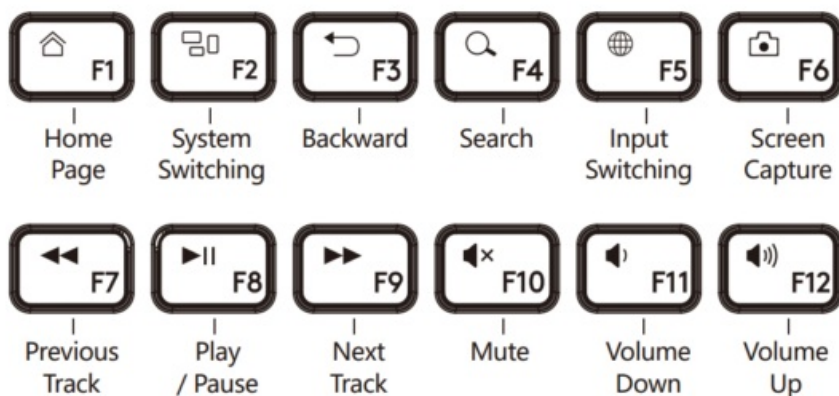 F1 F2 F3 F4 F5 F6
Home System Backward Search Input Screen
Page Switching Switching Capture
F7 F8 F9 F10 F11 F12
Previous Play Next Mute Volume Volume
Track / Pause Track Down Up